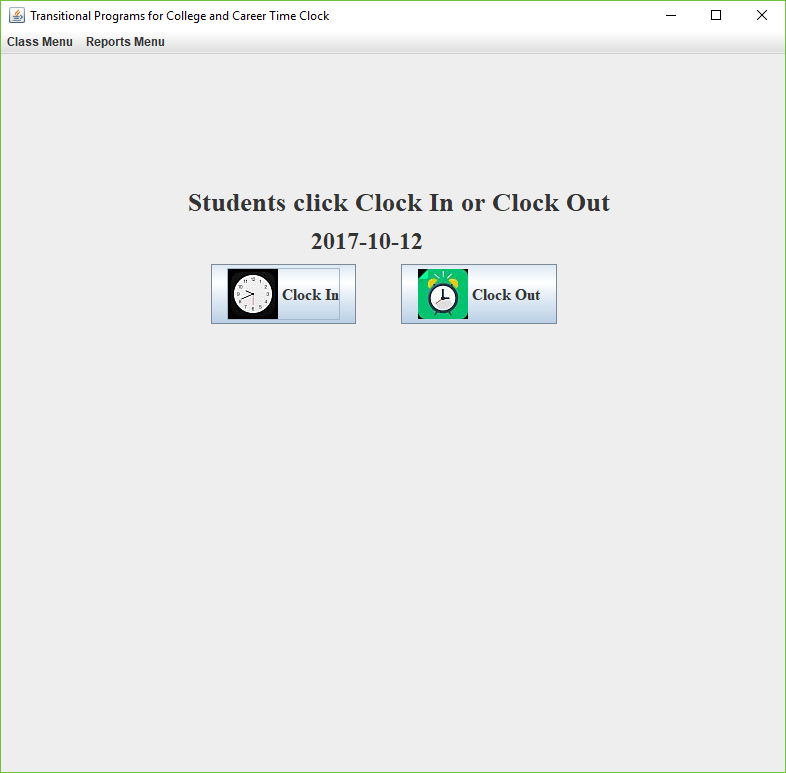 Transitional Programs for College and Career Time Clock
Class Menu Reports Menu
Students click Clock In or Clock Out
2017-10-12
Clock In Clock Out